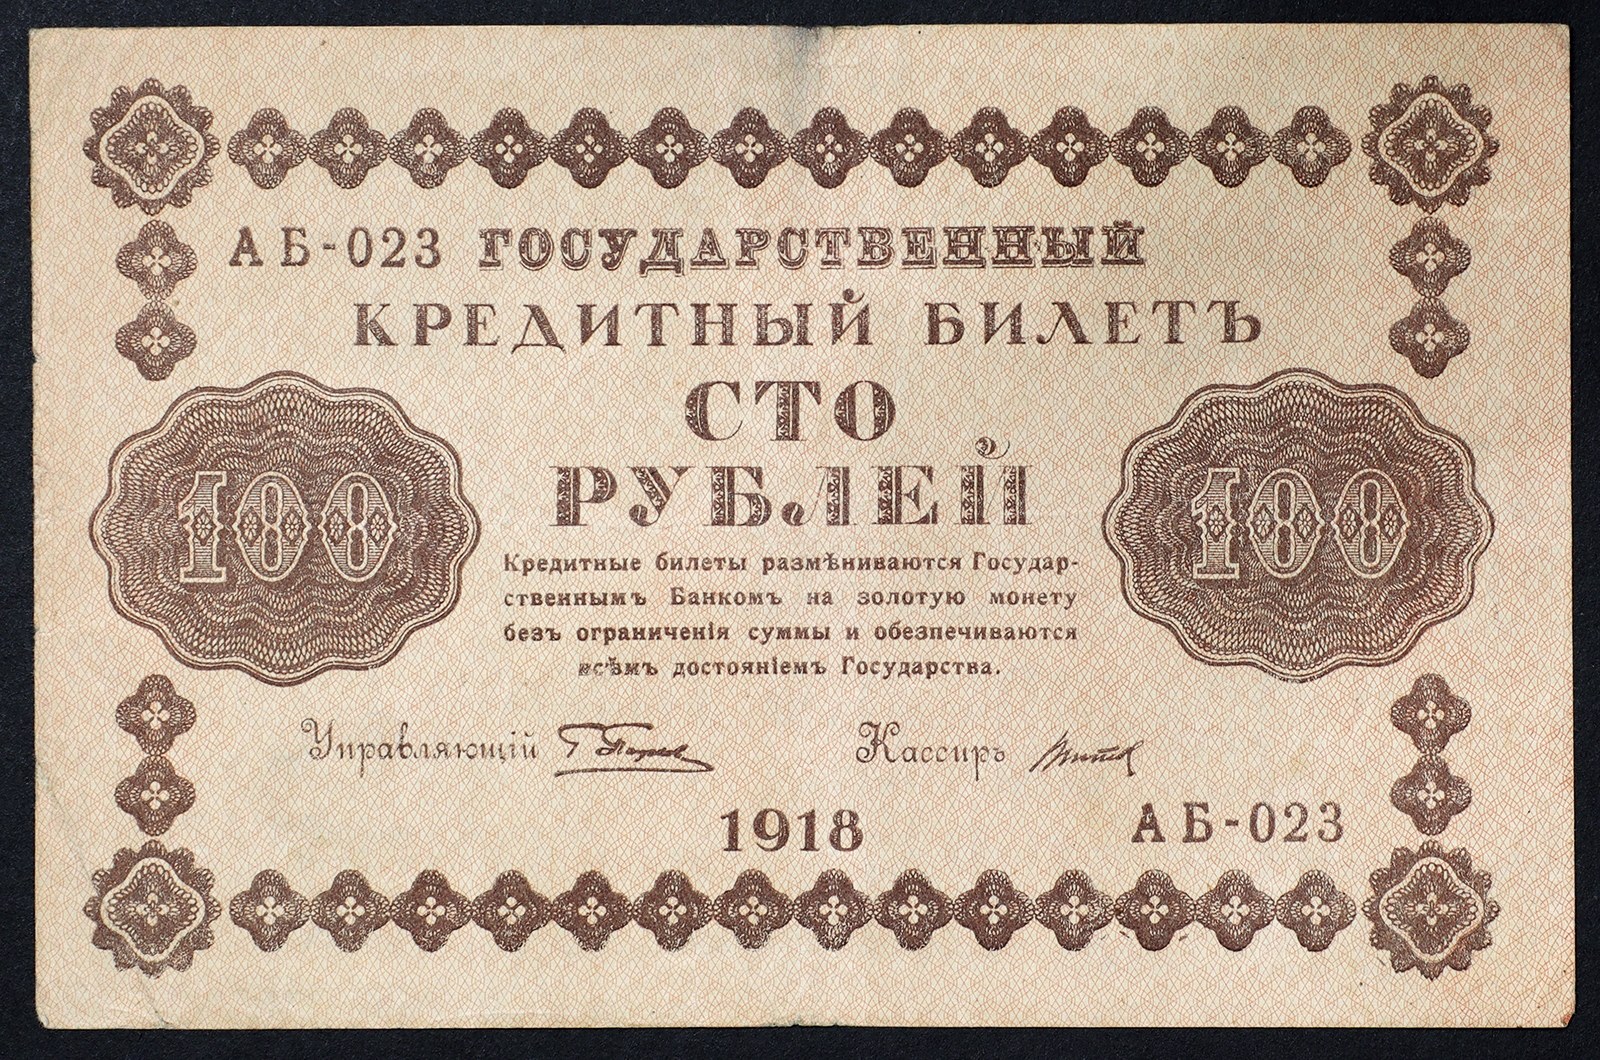 АБ-023 ГОСУДАРСТВЕННЫЙ
КРЕДИТНЫЙ БИЛЕТЪ
СТО
РУБЛЕЙ
100 100
Кредитные билеты размѣниваются Государ-
ственнымъ Банкомъ на золотую монету
безъ ограниченія суммы и обезпечиваются
всѣмъ достояніемъ Государства.
Управляющій Кассиръ
1918 АБ-023